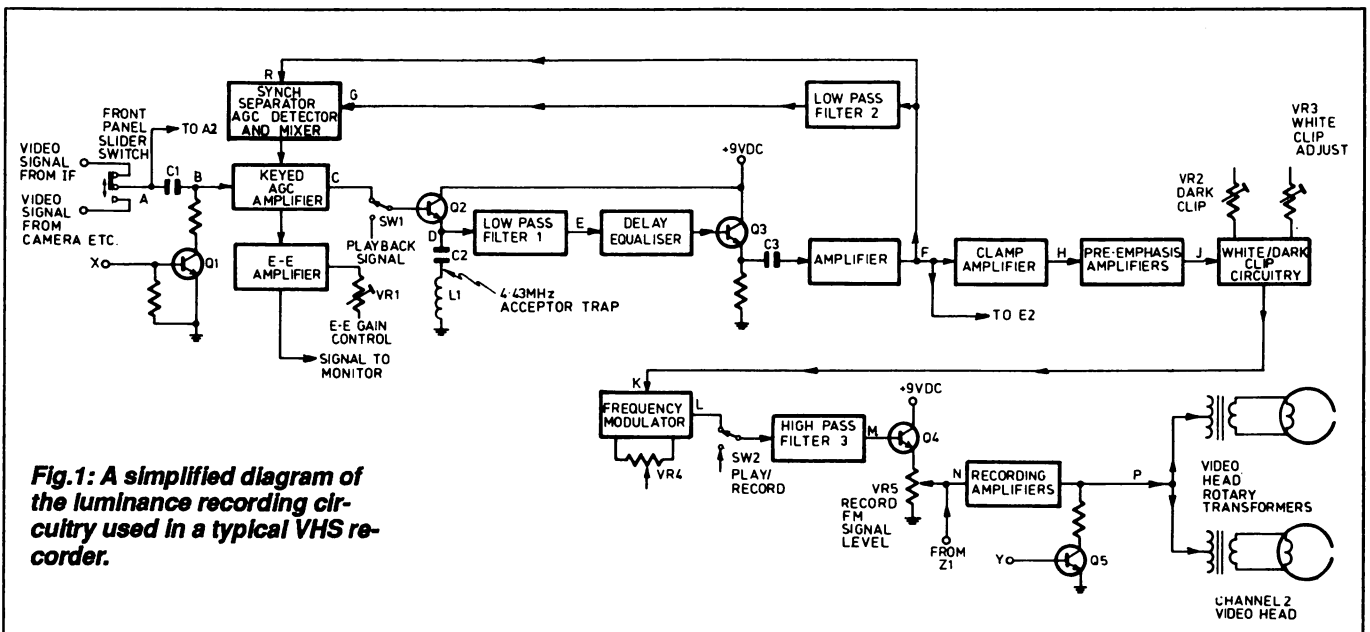 R
SYNCH
SEPARATOR
AGC DETECTOR
AND MIXER
G
LOW PASS
FILTER 2
VR3
WHITE
CLIP
ADJUST
FRONT
PANEL
SLIDER
SWITCH
TO A2
VIDEO
SIGNAL
FROM IF
A
C1
B
KEYED
AGC
AMPLIFIER
C
SW1
PLAYBACK
SIGNAL
VIDEO
SIGNAL
FROM
CAMERA ETC.
X
Q1
E-E
AMPLIFIER
VR1
E-E GAIN
CONTROL
SIGNAL TO
MONITOR
+9VDC
Q2
D
C2
L1
4·43MHz
ACCEPTOR TRAP
LOW PASS
FILTER 1
E
DELAY
EQUALISER
Q3
C3
AMPLIFIER
F
TO E2
CLAMP
AMPLIFIER
H
PRE-EMPHASIS
AMPLIFIERS
J
VR2
DARK
CLIP
WHITE/DARK
CLIP
CIRCUITRY
K
FREQUENCY
MODULATOR
VR4
L
SW2
PLAY/
RECORD
HIGH PASS
FILTER 3
M
+9VDC
Q4
VR5
RECORD
FM
SIGNAL
LEVEL
N
FROM
Z1
RECORDING
AMPLIFIERS
P
Y
Q5
VIDEO
HEAD
ROTARY
TRANSFORMERS
CHANNEL 2
VIDEO HEAD
Fig.1: A simplified diagram of
the luminance recording cir-
cuitry used in a typical VHS re-
corder.